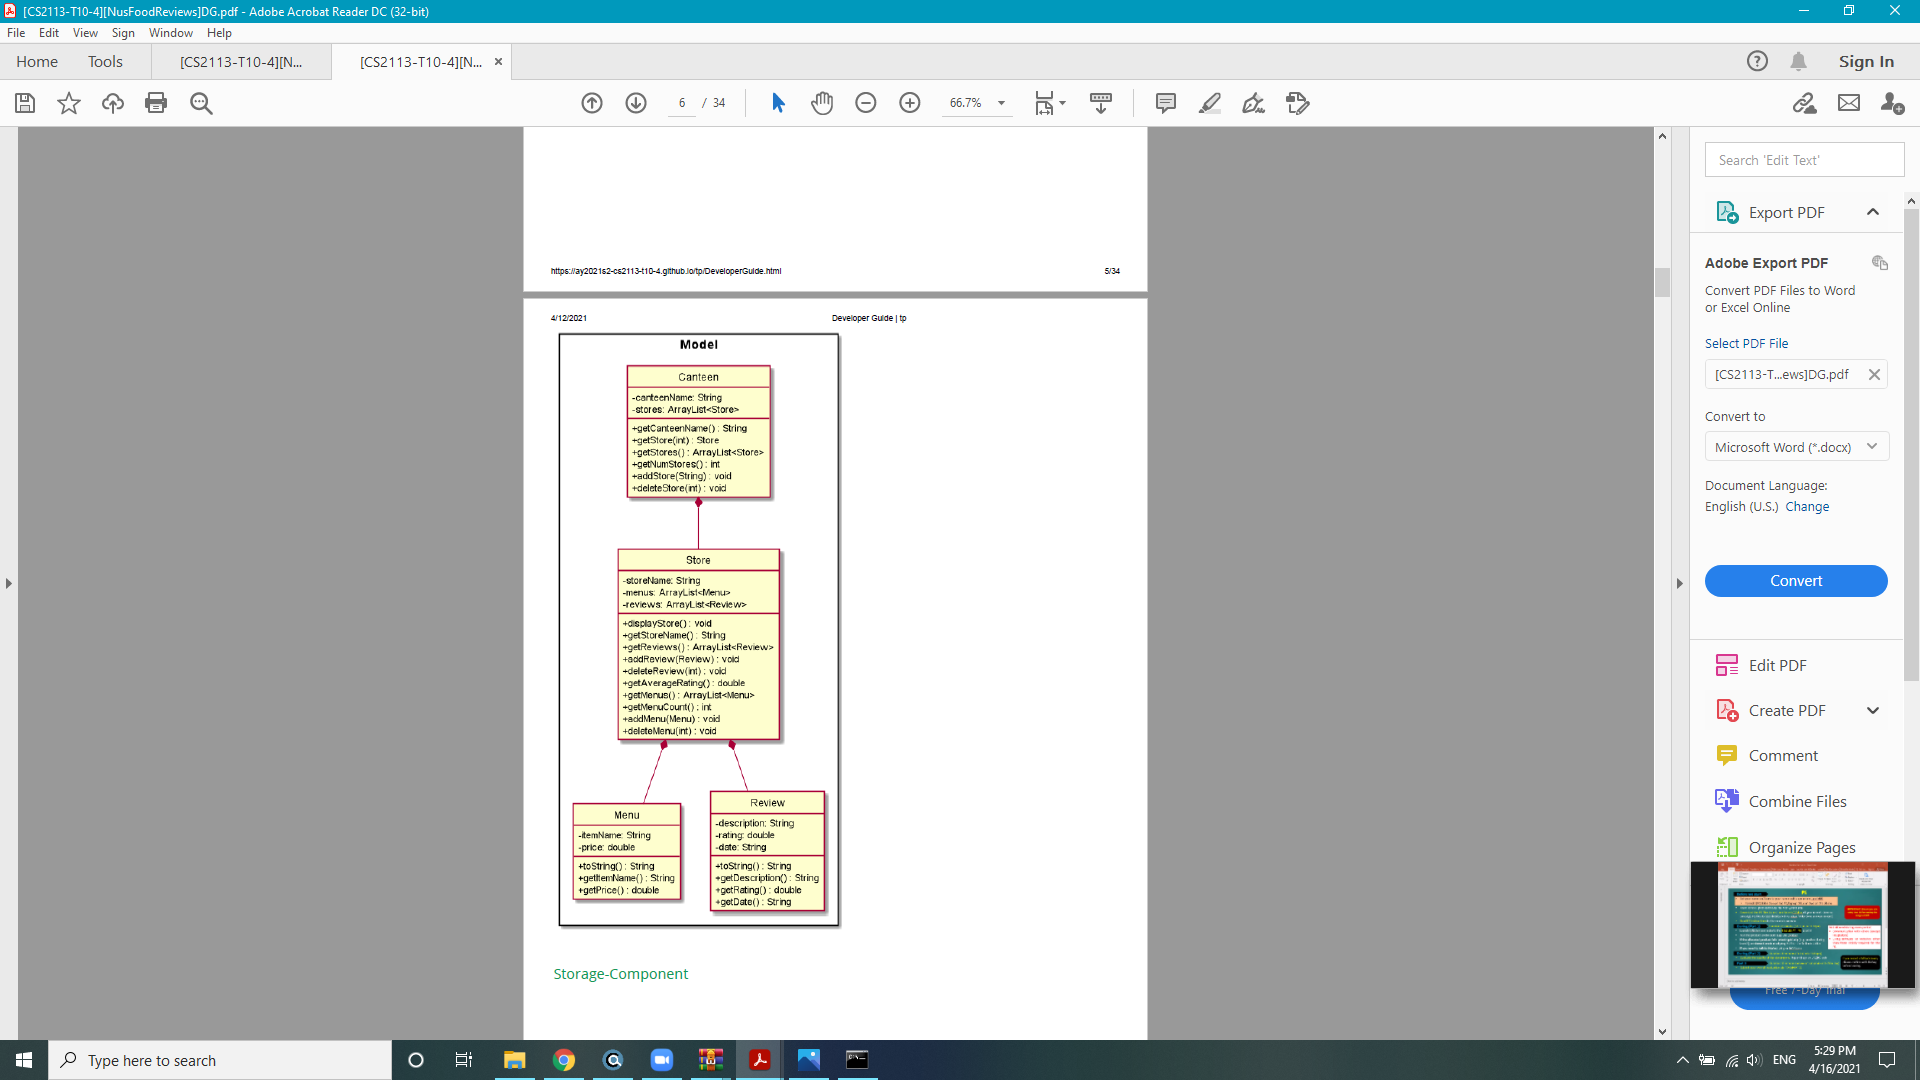 [CS2113-T10-4][NusFoodReviews]DG.pdf - Adobe Acrobat Reader DC (32-bit)
File Edit View Sign Window Help
Home Tools [CS2113-T10-4][N... [CS2113-T10-4][N... ×
Sign In
6 / 34
66.7%
https://ay2021s2-cs2113-t10-4.github.io/tp/DeveloperGuide.html 5/34
4/12/2021 Developer Guide | tp
Model
Canteen
-canteenName: String
-stores: ArrayList<Store>
+getCanteenName() : String
+getStore(int) : Store
+getStores() : ArrayList<Store>
+getNumStores() : int
+addStore(String) : void
+deleteStore(int) : void
Store
-storeName: String
-menus: ArrayList<Menu>
-reviews: ArrayList<Review>
+displayStore() : void
+getStoreName() : String
+getReviews() : ArrayList<Review>
+addReview(Review) : void
+deleteReview(int) : void
+getAverageRating() : double
+getMenus() : ArrayList<Menu>
+getMenuCount() : int
+addMenu(Menu) : void
+deleteMenu(int) : void
Menu
-itemName: String
-price: double
+toString() : String
+getItemName() : String
+getPrice() : double
Review
-description: String
-rating: double
-date: String
+toString() : String
+getDescription() : String
+getRating() : double
+getDate() : String
Storage-Component
Search 'Edit Text'
Export PDF
Adobe Export PDF
Convert PDF Files to Word
or Excel Online
Select PDF File
[CS2113-T...ews]DG.pdf
Convert to
Microsoft Word (*.docx)
Document Language:
English (U.S.) Change
Convert
Edit PDF
Create PDF
Comment
Combine Files
Organize Pages
Free 7-Day Trial
Type here to search
ENG
5:29 PM
4/16/2021